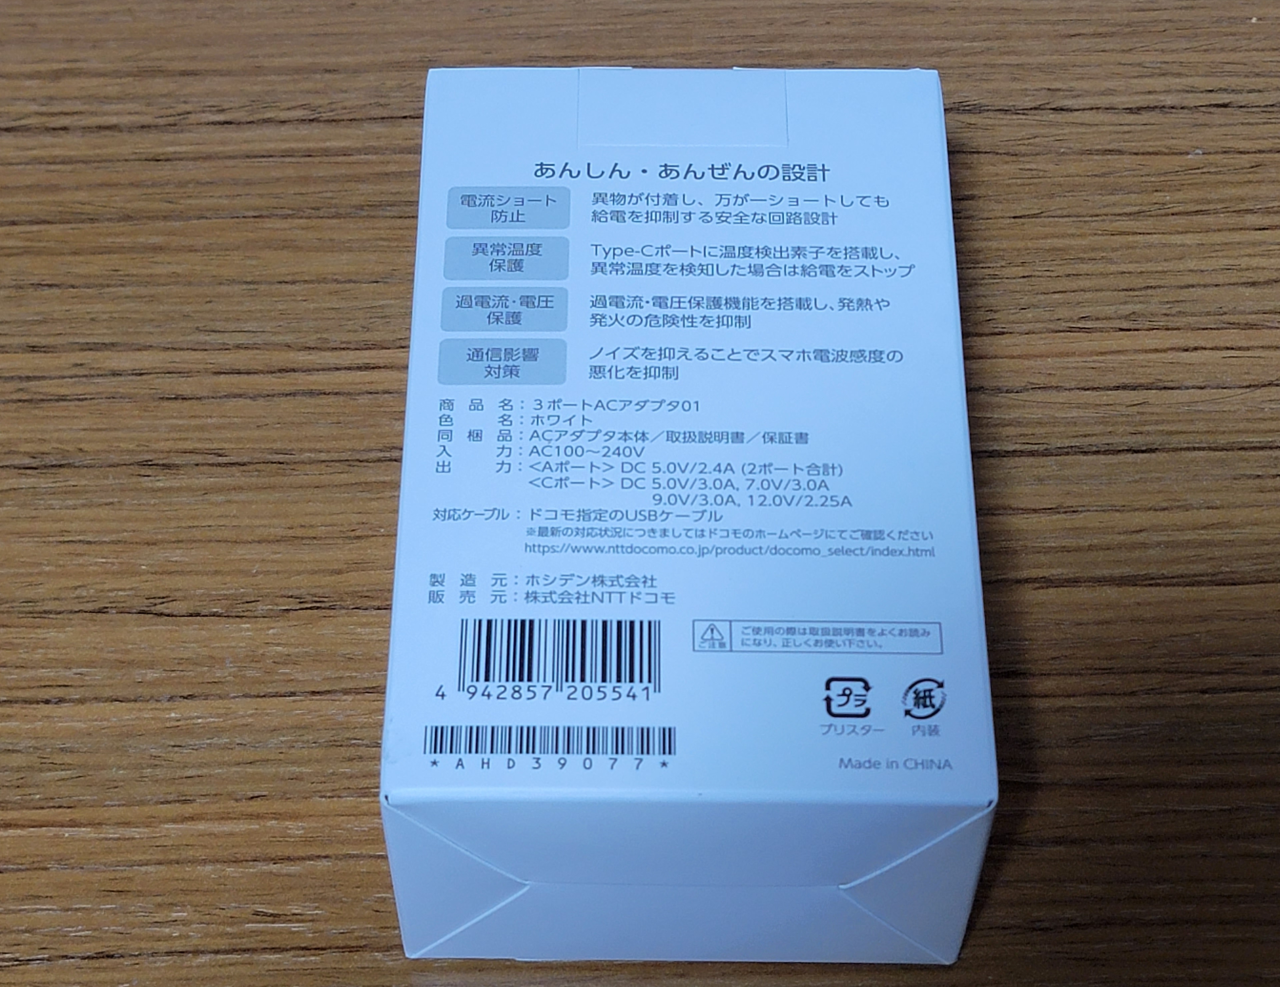 あんしん・あんぜんの設計
電流ショート
防止
異物が付着し、万が一ショートしても
給電を抑制する安全な回路設計
異常温度
保護
Type-Cポートに温度検出素子を搭載し、
異常温度を検知した場合は給電をストップ
過電流・電圧
保護
過電流・電圧保護機能を搭載し、発熱や
発火の危険性を抑制
通信影響
対策
ノイズを抑えることでスマホ電波感度の
悪化を抑制
商品名：３ポートACアダプタ01
色名：ホワイト
同梱品：ACアダプタ本体／取扱説明書／保証書
入力：AC100～240V
出力：<Aポート> DC 5.0V/2.4A (2ポート合計)
<Cポート> DC 5.0V/3.0A, 7.0V/3.0A
9.0V/3.0A, 12.0V/2.25A
対応ケーブル：ドコモ指定のUSBケーブル
※最新の対応状況につきましてはドコモのホームページにてご確認ください
https://www.nttdocomo.co.jp/product/docomo_select/index.html
製造元：ホシデン株式会社
販売元：株式会社NTTドコモ
ご注意
ご使用の際は取扱説明書をよくお読み
になり、正しくお使い下さい。
4 942857 205541
プラ
ブリスター
紙
内装
*AHD39077*
Made in CHINA